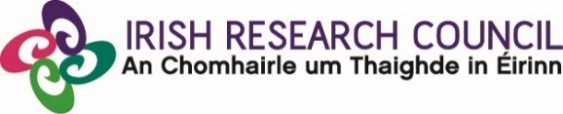 IRISH RESEARCH COUNCIL
An Chomhairle um Thaighde in Éirinn